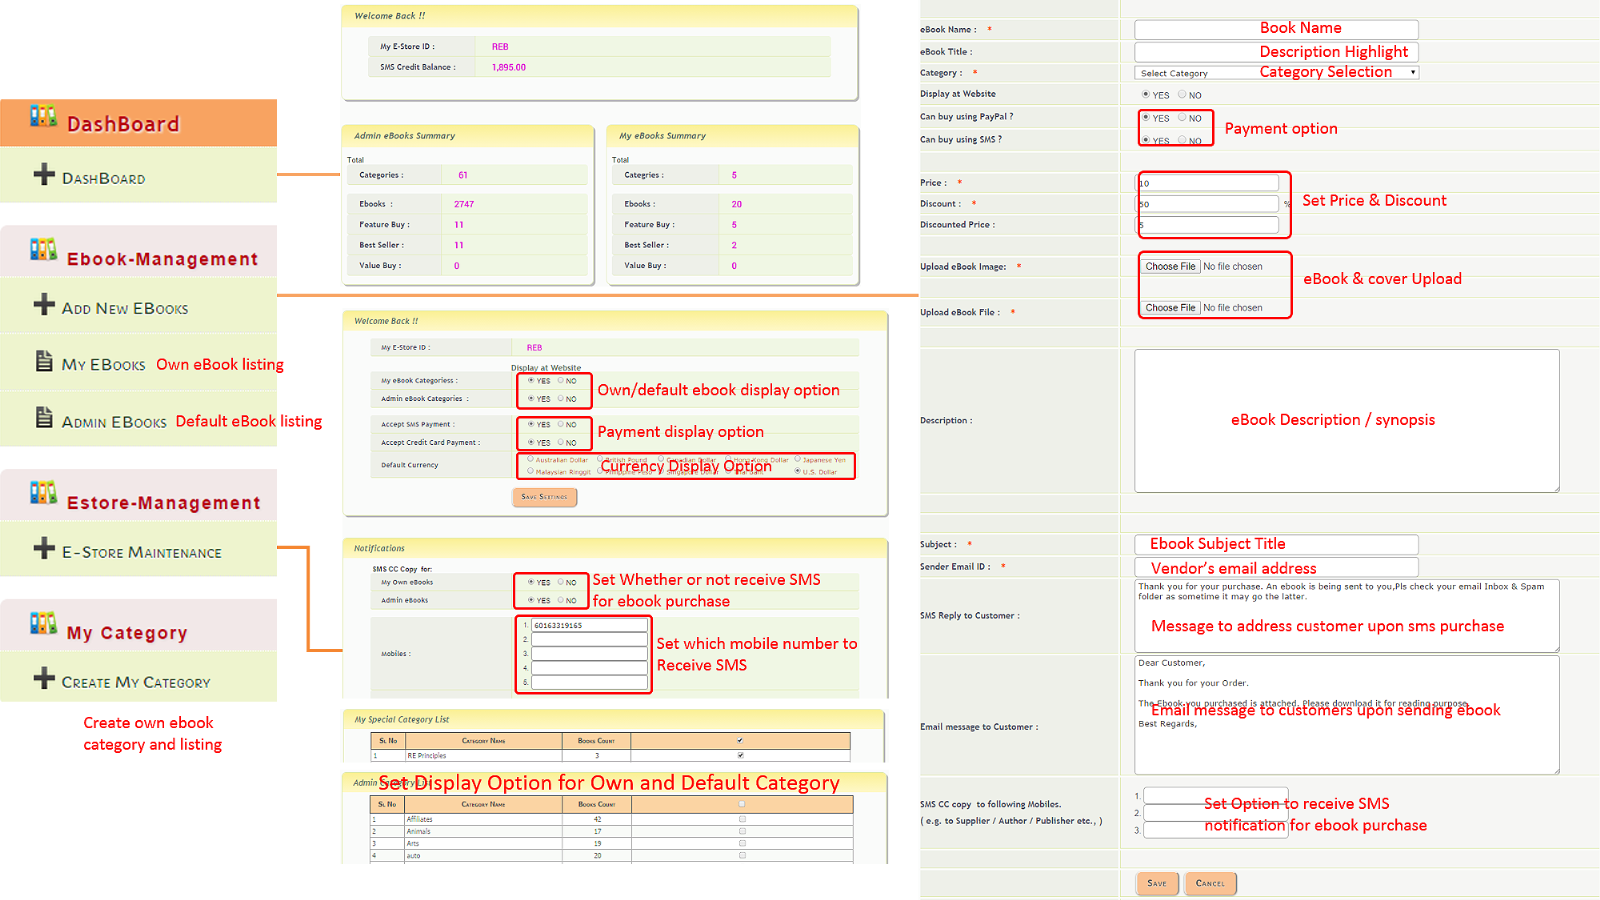 DashBoard
DashBoard
Ebook-Management
Add New EBooks
My EBooks Own eBook listing
Admin EBooks Default eBook listing
Estore-Management
E-Store Maintenance
My Category
Create My Category
Create own ebook
category and listing
Welcome Back !!
My E-Store ID : REB
SMS Credit Balance : 1,895.00
Admin eBooks Summary
Total
Categories : 61
Ebooks : 2747
Feature Buy : 11
Best Seller : 11
Value Buy : 0
My eBooks Summary
Total
Categries : 5
Ebooks : 20
Feature Buy : 5
Best Seller : 2
Value Buy : 0
Welcome Back !!
My E-Store ID : REB
Display at Website
My eBook Categoriess : YES NO
Admin eBook Categories : YES NO
Own/default ebook display option
Accept SMS Payment : YES NO
Accept Credit Card Payment : YES NO
Payment display option
Default Currency
Australian Dollar British Pound Canadian Dollar Hong Kong Dollar Japanese Yen
Malaysian Ringgit Philippine Peso Singapore Dollar U.S. Dollar
Currency Display Option
Save Settings
Notifications
SMS CC Copy for:
My Own eBooks YES NO
Admin eBooks YES NO
Set Whether or not receive SMS
for ebook purchase
Mobiles :
1. 60163319165
2.
3.
4.
5.
Set which mobile number to
Receive SMS
My Special Category List
Sl No Category Name Books Count
1 RE Principles 3
Admin Category List
Set Display Option for Own and Default Category
Sl No Category Name Books Count
1 Affiliates 42
2 Animals 17
3 Arts 19
4 auto 20
eBook Name : * Book Name
eBook Title : Description Highlight
Category : * Select Category Category Selection
Display at Website YES NO
Can buy using PayPal ? YES NO
Can buy using SMS ? YES NO
Payment option
Price : * 10
Discount : * 50 %
Discounted Price : 5
Set Price & Discount
Upload eBook Image: * Choose File No file chosen
Upload eBook File : * Choose File No file chosen
eBook & cover Upload
Description :
eBook Description / synopsis
Subject : * Ebook Subject Title
Sender Email ID : * Vendor's email address
SMS Reply to Customer :
Thank you for your purchase. An ebook is being sent to you,Pls check your email Inbox & Spam
folder as sometime it may go the latter.
Message to address customer upon sms purchase
Email message to Customer :
Dear Customer,
Thank you for your Order.
The Ebook you purchased is attached. Please download it for reading purpose.
Email message to customers upon sending ebook
Best Regards,
SMS CC copy to following Mobiles.
( e.g. to Supplier / Author / Publisher etc., )
1.
2.
3.
Set Option to receive SMS
notification for ebook purchase
Save Cancel